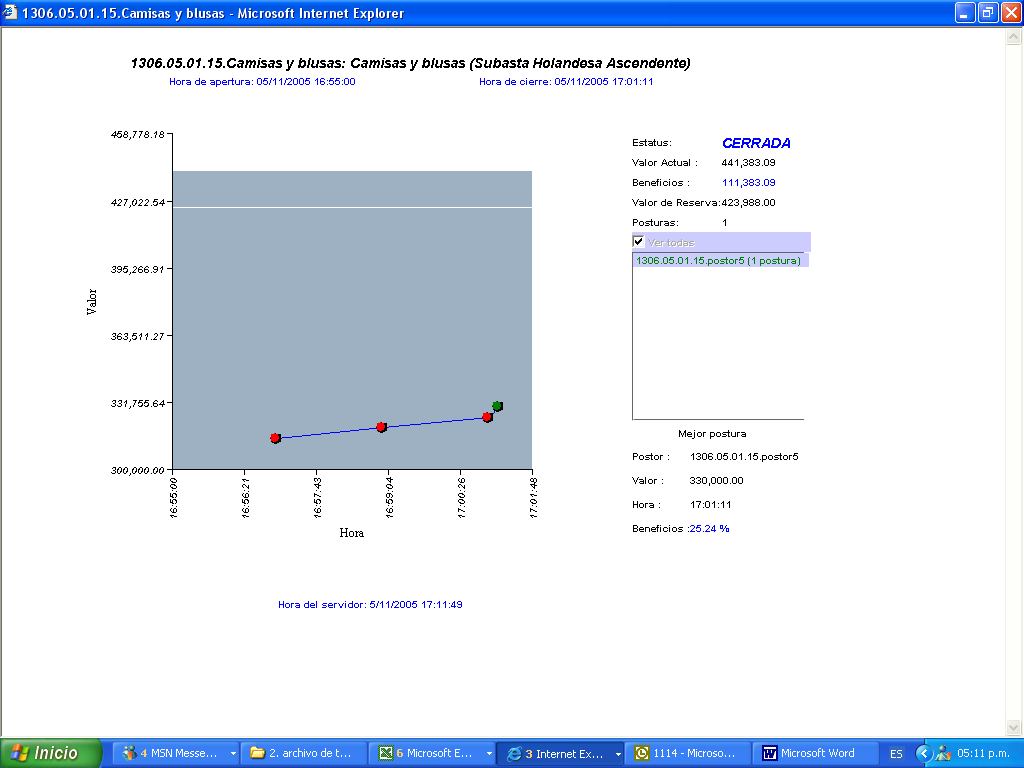 1306.05.01.15.Camisas y blusas - Microsoft Internet Explorer
1306.05.01.15.Camisas y blusas: Camisas y blusas (Subasta Holandesa Ascendente)
Hora de apertura: 05/11/2005 16:55:00
Hora de cierre: 05/11/2005 17:01:11
458,778.18
427,022.54
395,266.91
363,511.27
331,755.64
300,000.00
Valor
16:55:00
16:56:21
16:57:43
16:59:04
17:00:26
17:01:48
Hora
Estatus: CERRADA
Valor Actual : 441,383.09
Beneficios : 111,383.09
Valor de Reserva: 423,988.00
Posturas: 1
Ver todas
1306.05.01.15.postor5 (1 postura)
Mejor postura
Postor : 1306.05.01.15.postor5
Valor : 330,000.00
Hora : 17:01:11
Beneficios : 25.24 %
Hora del servidor: 5/11/2005 17:11:49
Inicio
4 MSN Messe...
2. archivo de t...
6 Microsoft E...
3 Internet Ex...
1114 - Microso...
Microsoft Word
ES
05:11 p.m.